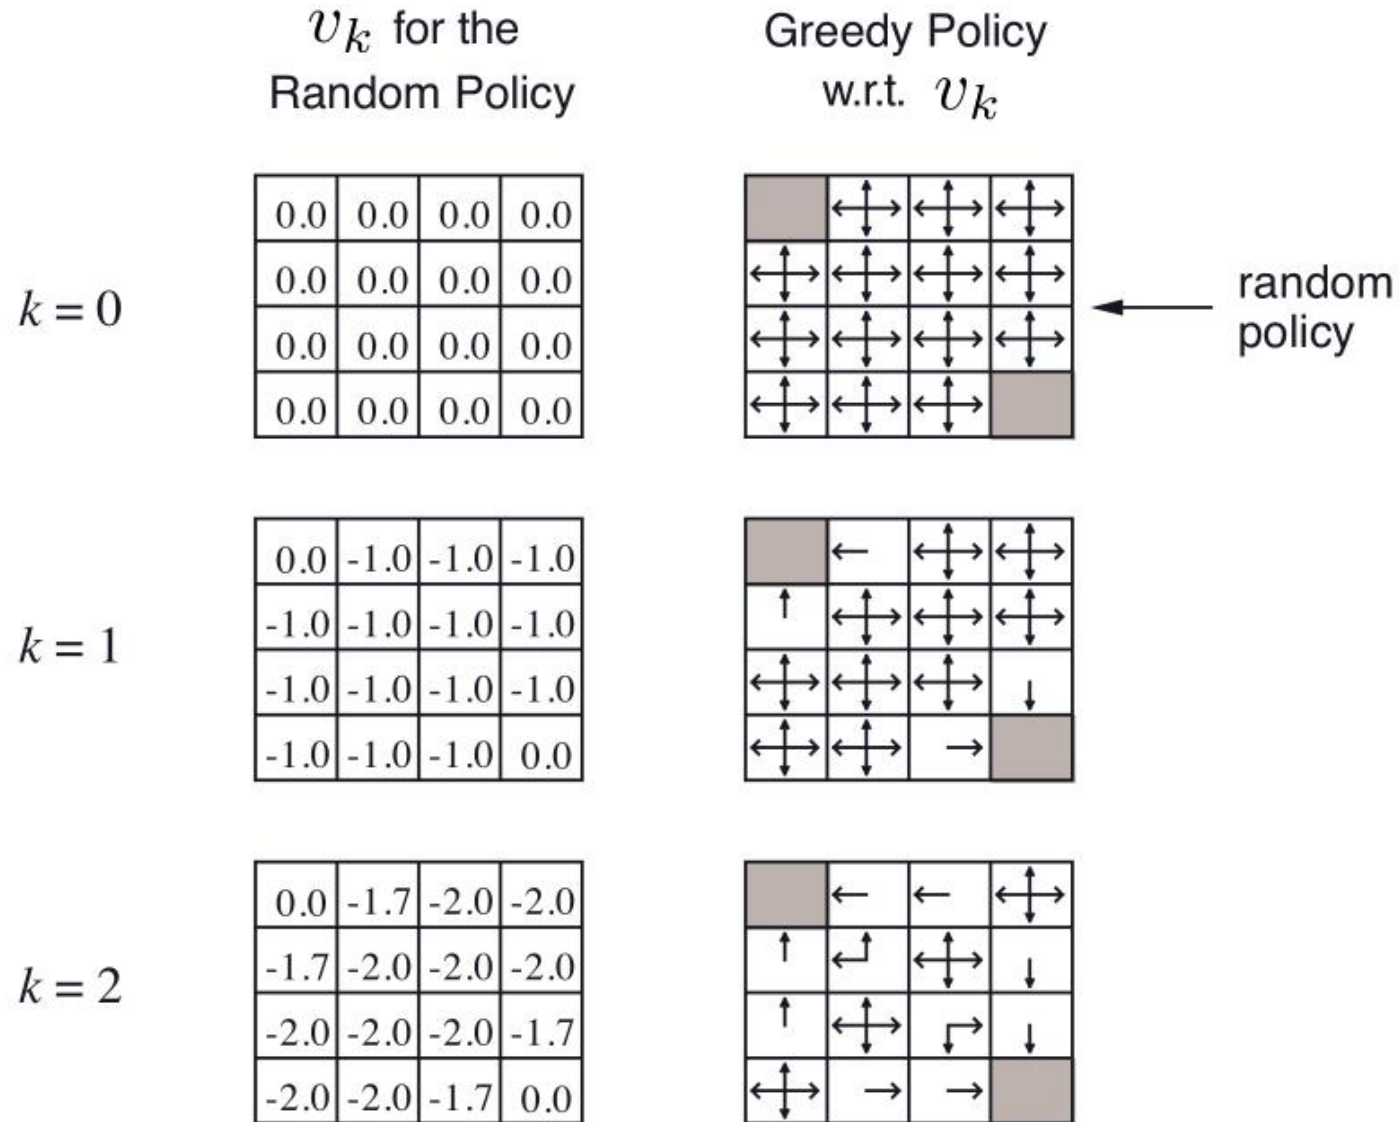 vₖ for the
Random Policy
Greedy Policy
w.r.t. vₖ
k = 0
0.0 0.0 0.0 0.0
0.0 0.0 0.0 0.0
0.0 0.0 0.0 0.0
0.0 0.0 0.0 0.0
random
policy
k = 1
0.0 -1.0 -1.0 -1.0
-1.0 -1.0 -1.0 -1.0
-1.0 -1.0 -1.0 -1.0
-1.0 -1.0 -1.0 0.0
k = 2
0.0 -1.7 -2.0 -2.0
-1.7 -2.0 -2.0 -2.0
-2.0 -2.0 -2.0 -1.7
-2.0 -2.0 -1.7 0.0